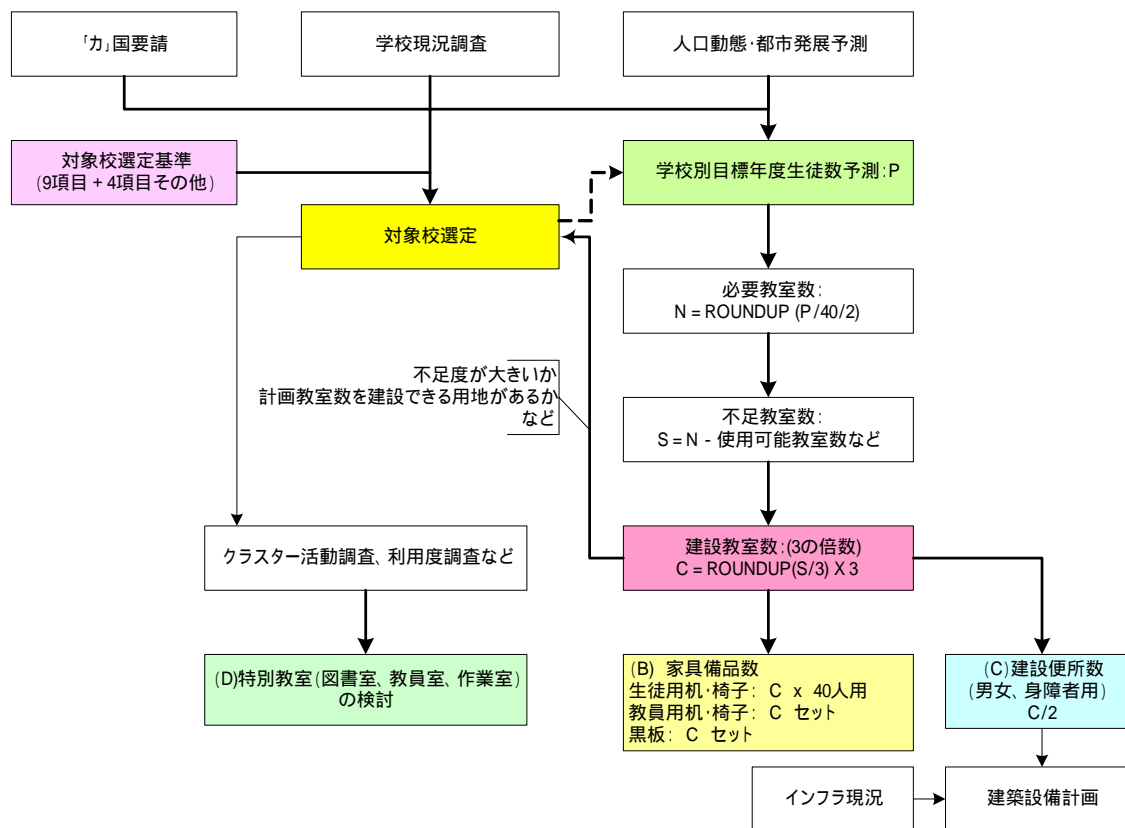 ｢カ｣国要請
学校現況調査
人口動態･都市発展予測
対象校選定基準
(9項目 + 4項目その他)
学校別目標年度生徒数予測:P
対象校選定
必要教室数:
N = ROUNDUP (P/40/2)
不足度が大きいか
計画教室数を建設できる用地があるか
など
不足教室数:
S = N - 使用可能教室数など
クラスター活動調査、利用度調査など
建設教室数:(3の倍数)
C = ROUNDUP(S/3) X 3
(D)特別教室(図書室、教員室、作業室)
の検討
(B) 家具備品数
生徒用机･椅子: C x 40人用
教員用机･椅子: C セット
黒板: C セット
(C)建設便所数
(男女、身障者用)
C/2
インフラ現況
建築設備計画